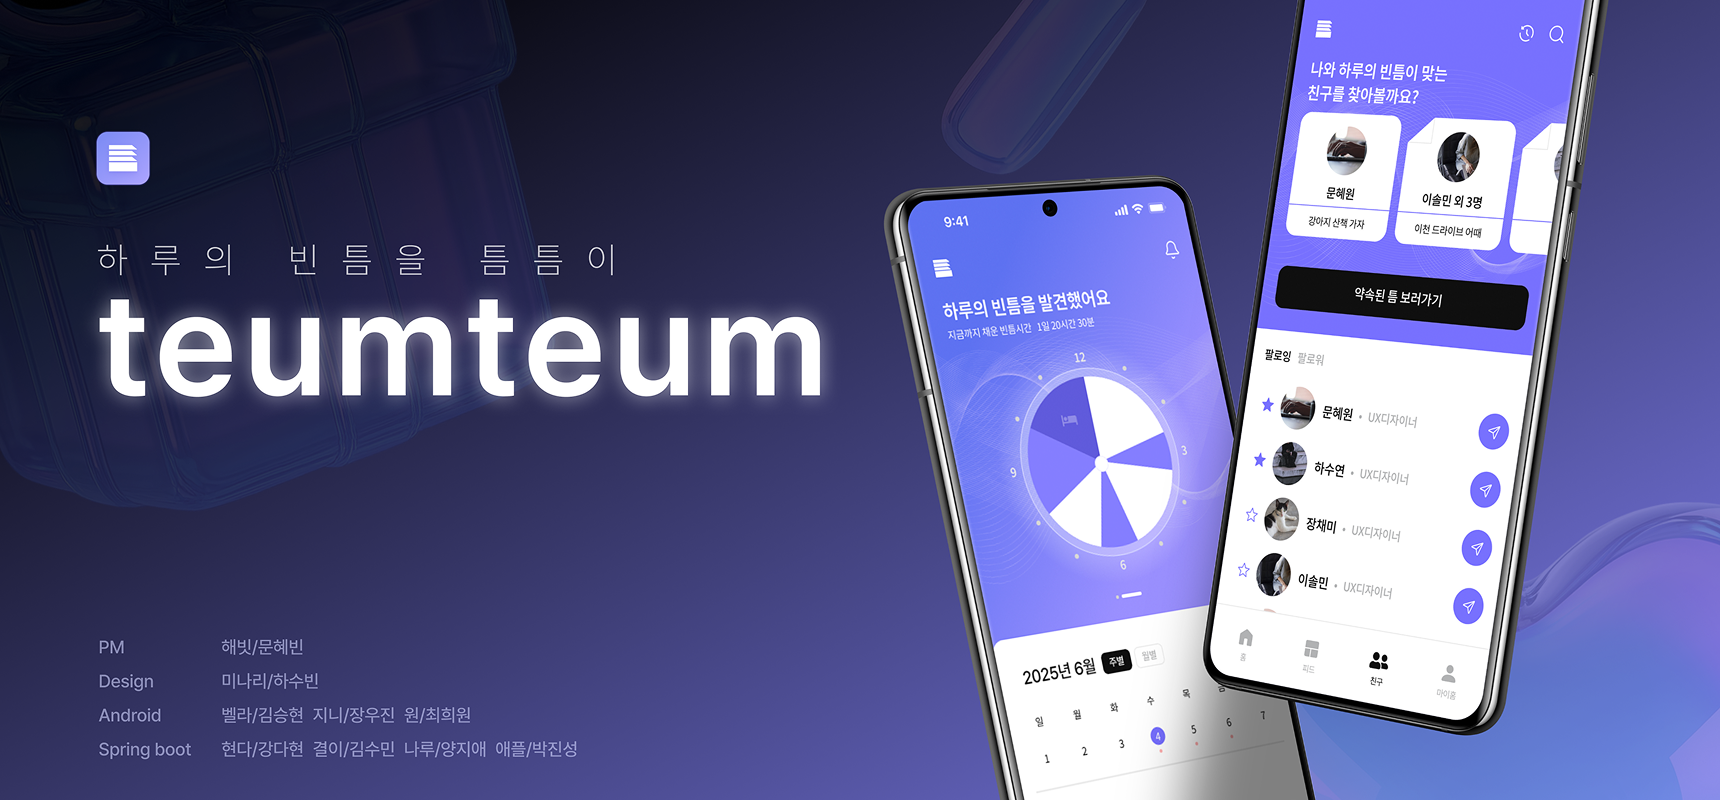 하루의 빈틈을 틈틈이
teumteum
PM 해빗/문혜빈
Design 미나리/하수빈
Android 벨라/김승현 지니/장우진 원/최희원
Spring boot 현다/강다현 결이/김수민 나루/양지애 애플/박진성
9:41
하루의 빈틈을 발견했어요
지금까지 채운 빈틈시간 1일 20시간 30분
12
3
6
9
2025년 6월 주별 월별
일 월 화 수 목 금
1 2 3 4 5 6 7
나와 하루의 빈틈이 맞는
친구를 찾아볼까요?
문혜원
강아지 산책 가자
이솔민 외 3명
이천 드라이브 어때
약속된 틈 보러가기
팔로잉 팔로워
문혜원 • UX디자이너
하수연 • UX디자이너
장채미 • UX디자이너
이솔민 • UX디자이너
홈 피드 친구 마이홈